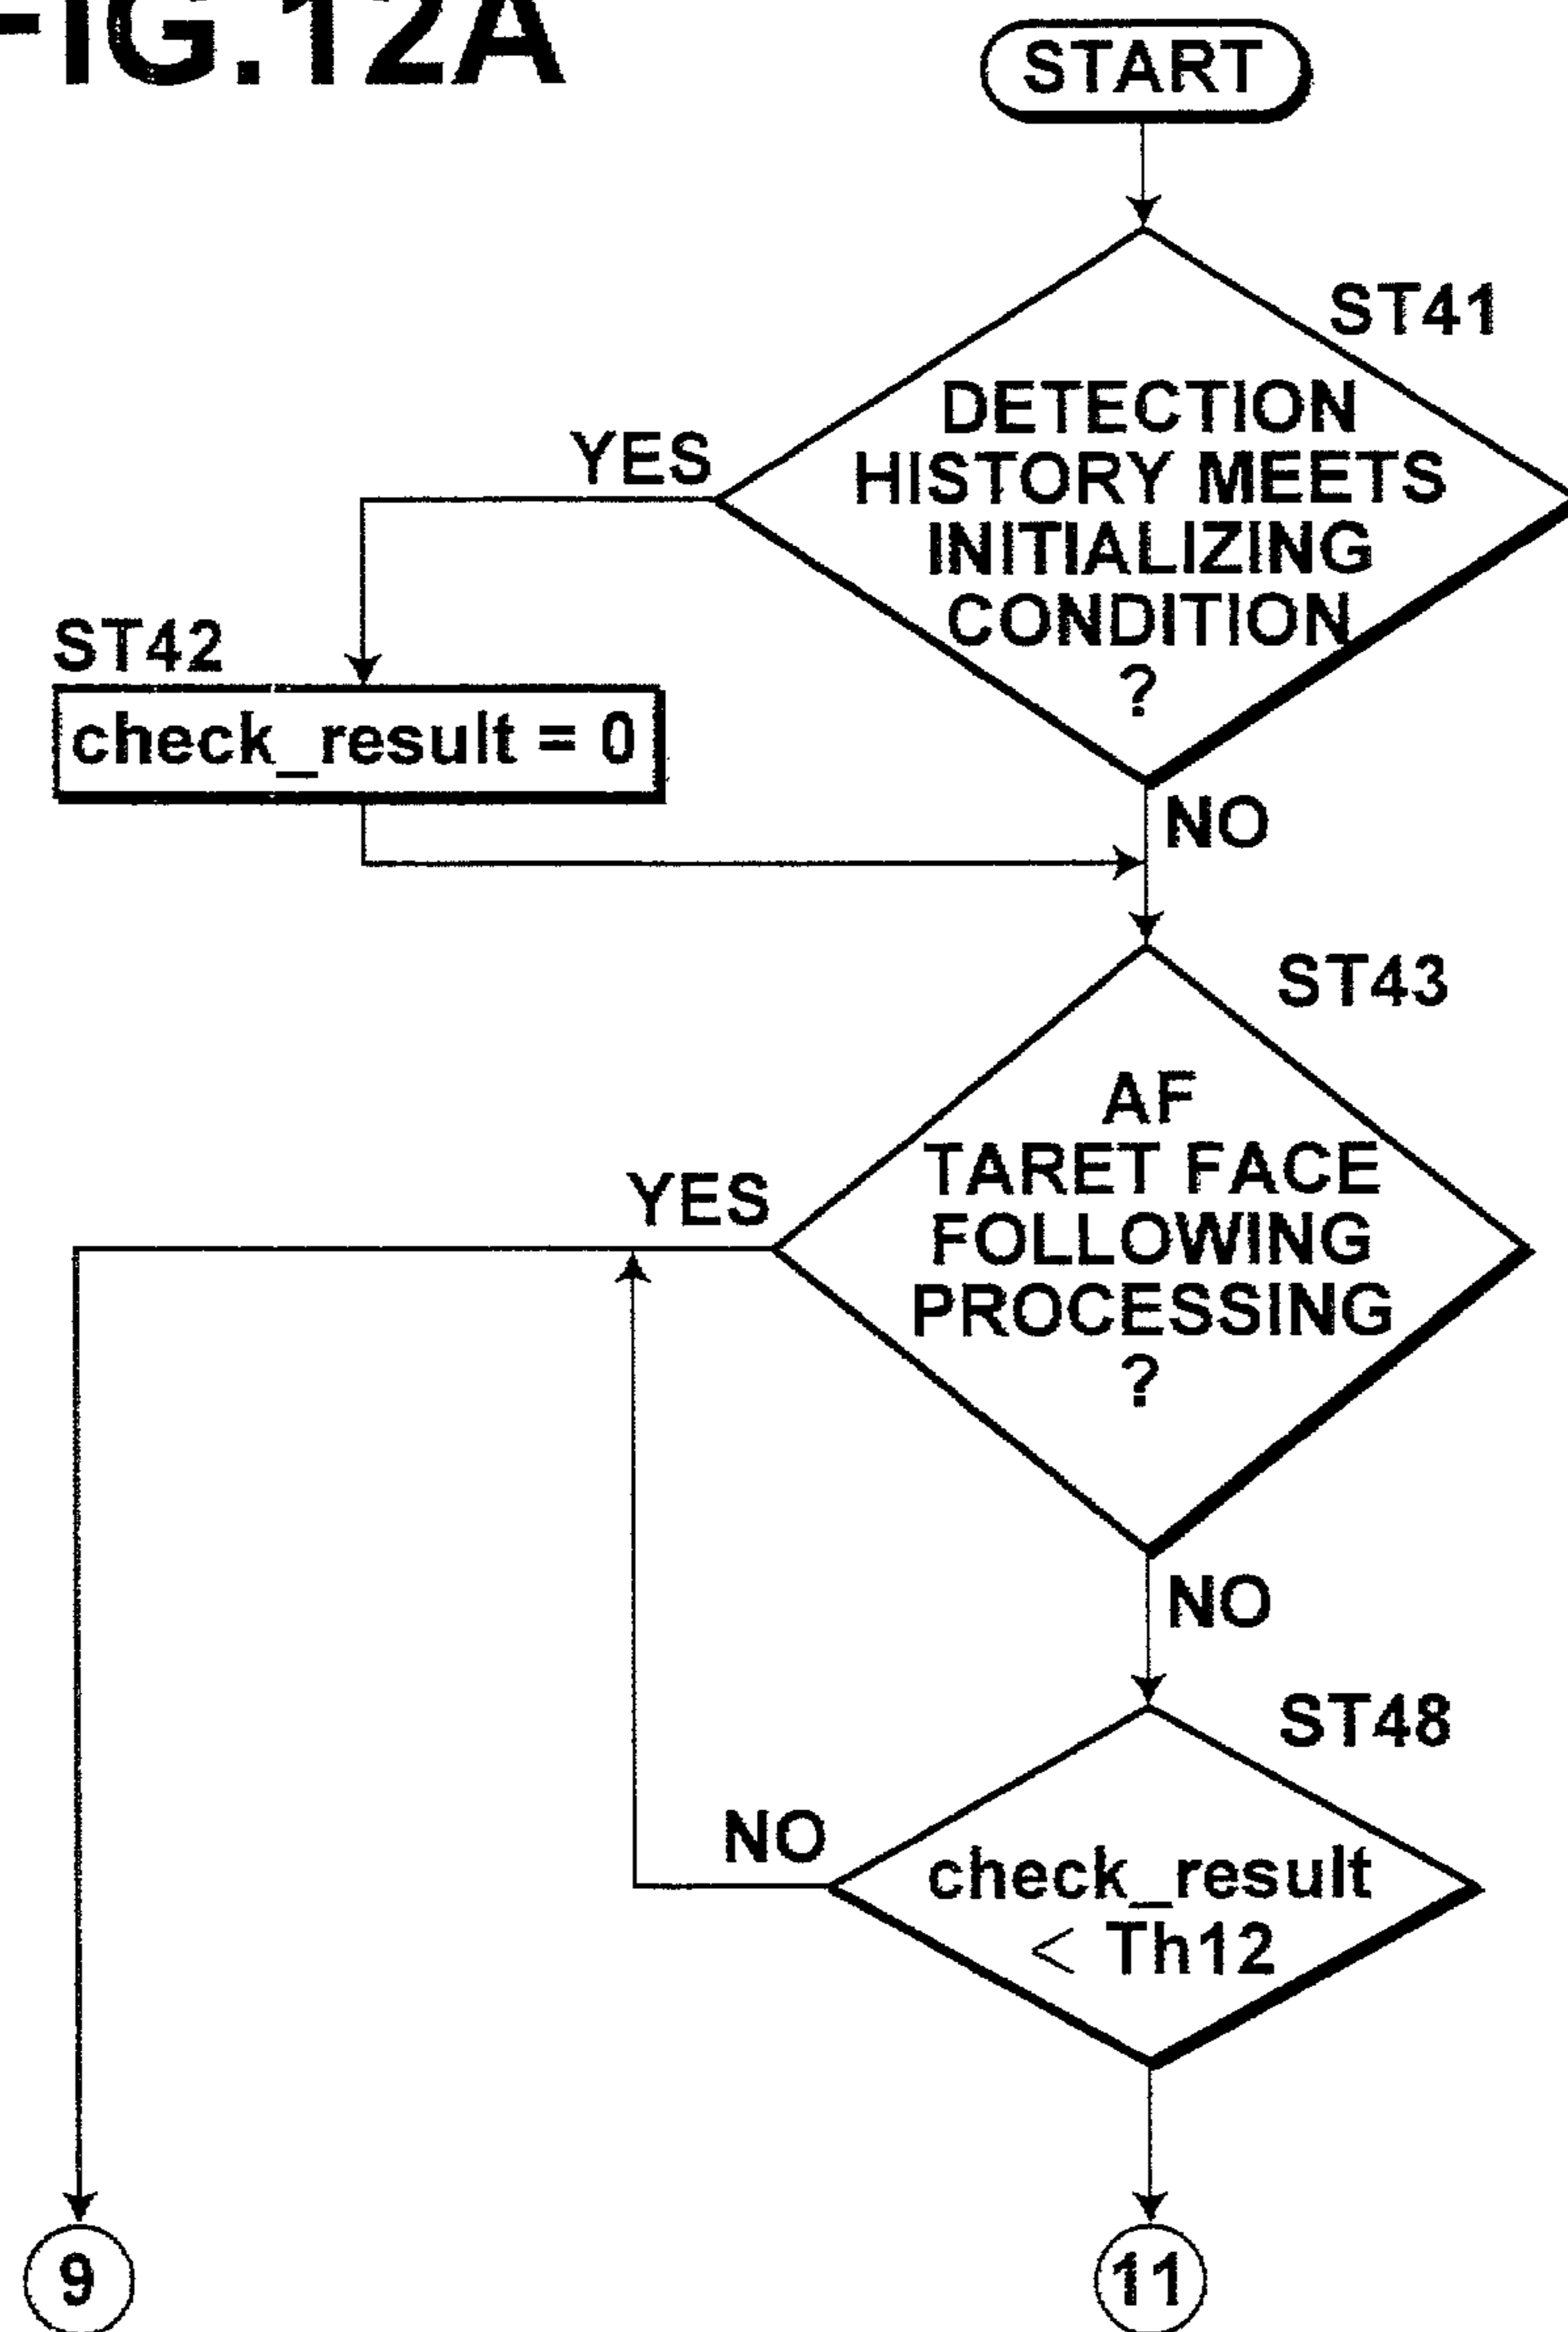 FIG.12A
START
ST41
DETECTION
HISTORY MEETS
INITIALIZING
CONDITION
?
YES
ST42
check_result = 0
NO
ST43
AF
TARET FACE
FOLLOWING
PROCESSING
?
YES
NO
ST48
NO
check_result
< Th12
9
11